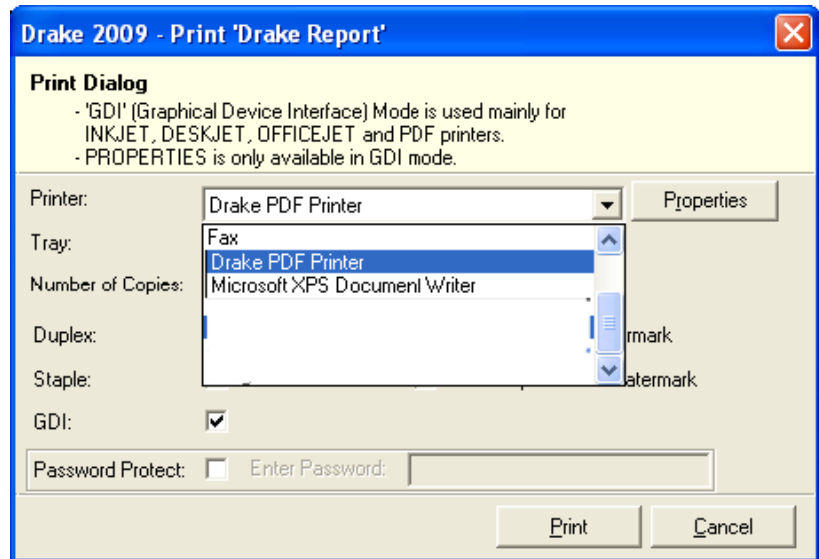 Drake 2009 - Print 'Drake Report'
Print Dialog
- 'GDI' (Graphical Device Interface) Mode is used mainly for
INKJET, DESKJET, OFFICEJET and PDF printers.
- PROPERTIES is only available in GDI mode.
Printer: Drake PDF Printer Properties
Tray: Fax
Drake PDF Printer
Number of Copies: Microsoft XPS Document Writer
Duplex: rmark
Staple: atermark
GDI:
Password Protect: Enter Password:
Print Cancel